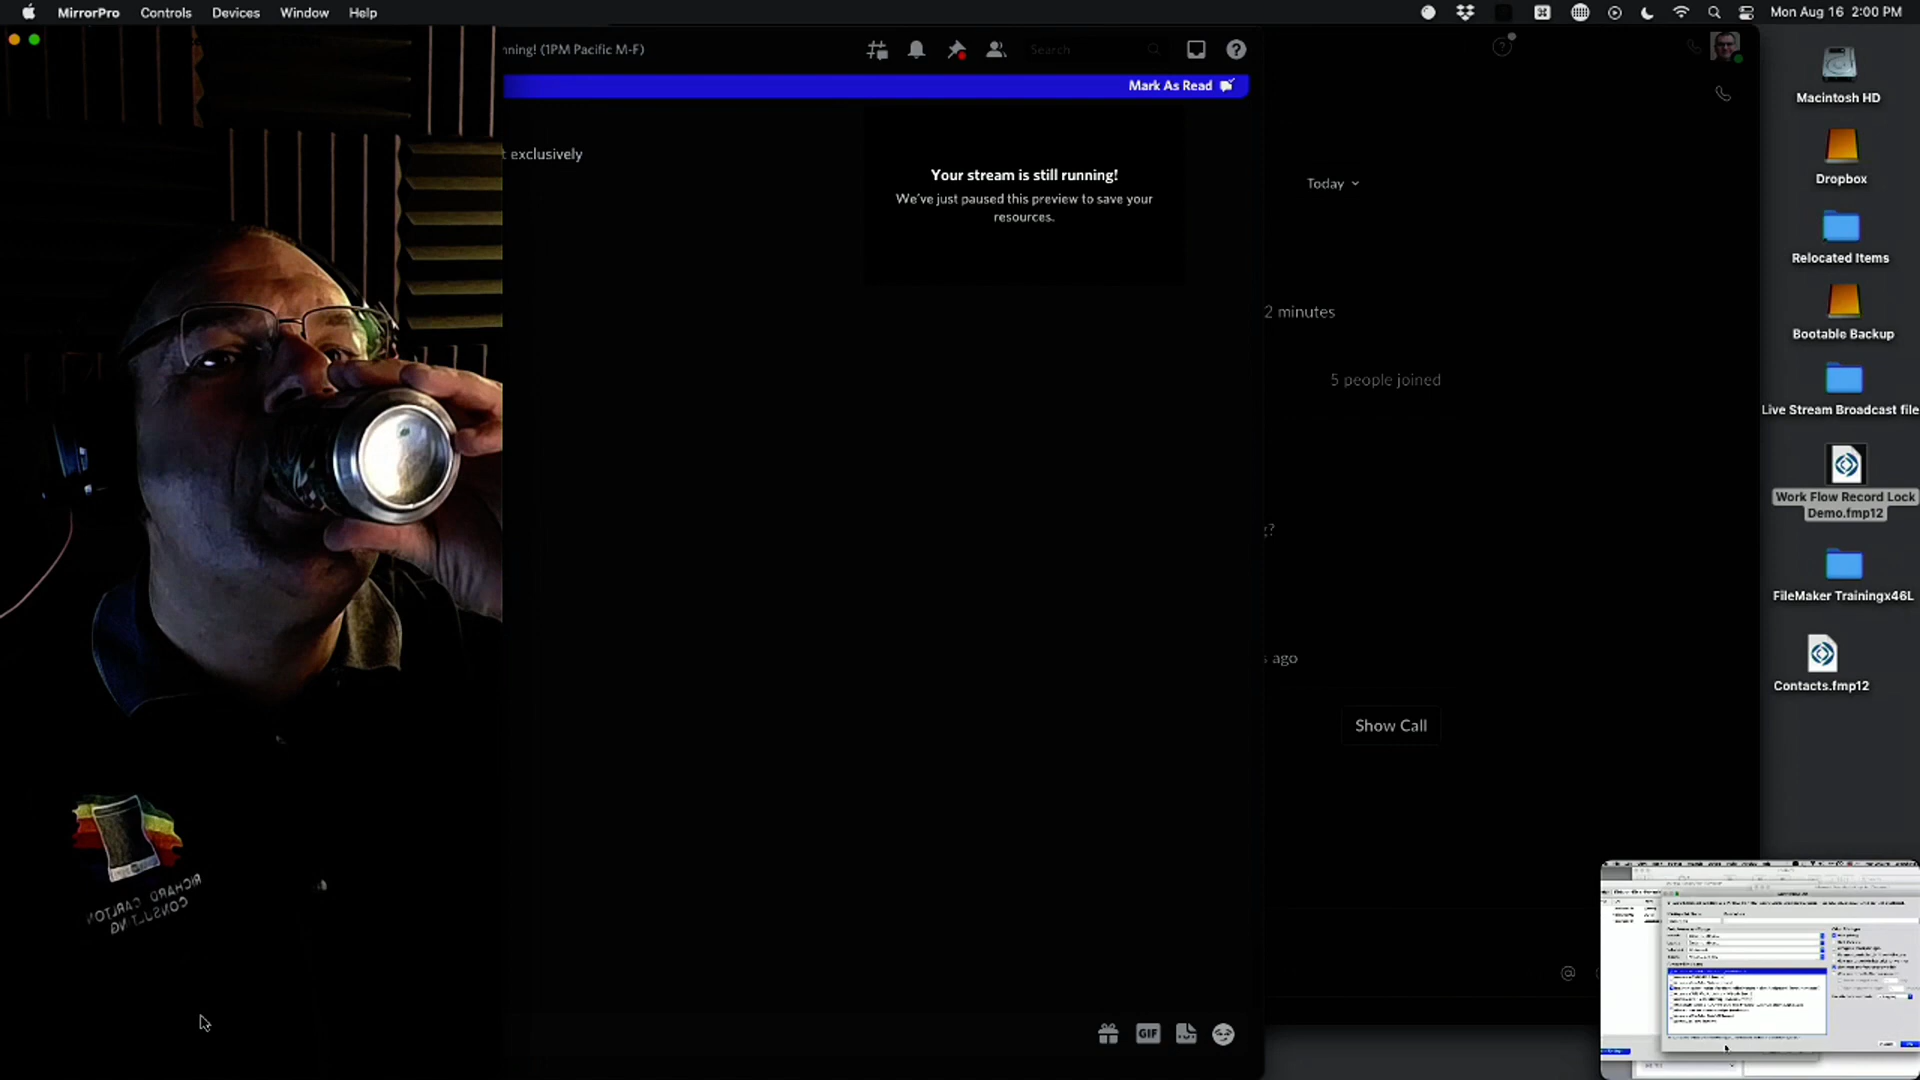 MirrorPro Controls Devices Window Help
Mon Aug 16 2:00 PM
nning! (1PM Pacific M-F)
Search
Mark As Read
t exclusively
Your stream is still running!
We've just paused this preview to save your
resources.
Today
2 minutes
5 people joined
g?
s ago
Show Call
GIF
@
Macintosh HD
Dropbox
Relocated Items
Bootable Backup
Live Stream Broadcast file
Work Flow Record Lock
Demo.fmp12
FileMaker Trainingx46L
Contacts.fmp12
RICHARD CARLTON
CONSULTING